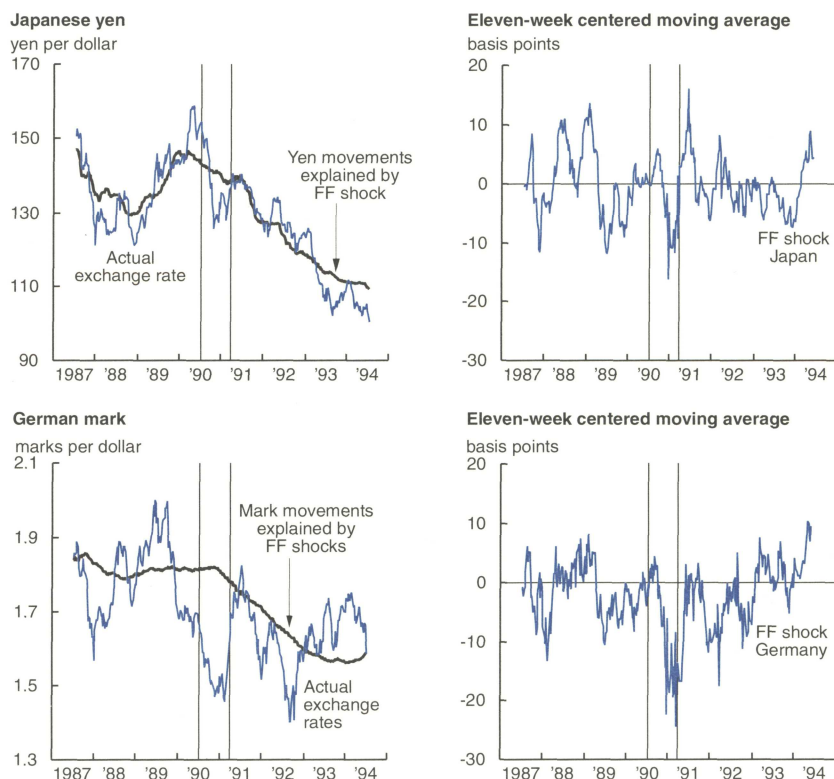 Japanese yen
yen per dollar
170
150
130
110
90
Yen movements
explained by
FF shock
Actual
exchange rate
1987 '88 '89 '90 '91 '92 '93 '94
Eleven-week centered moving average
basis points
20
10
0
-10
-20
-30
FF shock
Japan
1987 '88 '89 '90 '91 '92 '93 '94
German mark
marks per dollar
2.1
1.9
1.7
1.5
1.3
Mark movements
explained by
FF shocks
Actual
exchange
rates
1987 '88 '89 '90 '91 '92 '93 '94
Eleven-week centered moving average
basis points
20
10
0
-10
-20
-30
FF shock
Germany
1987 '88 '89 '90 '91 '92 '93 '94